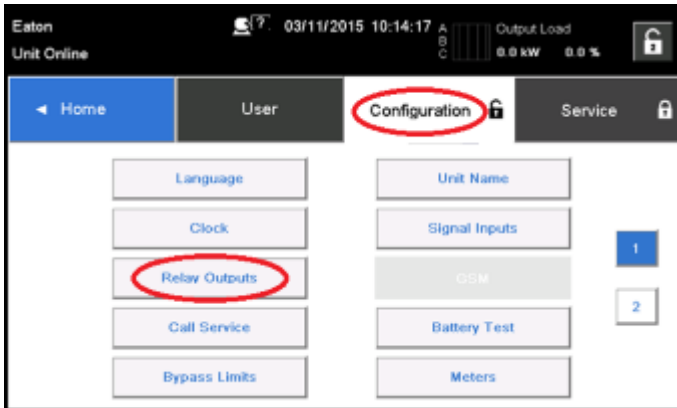 Eaton
Unit Online
?
03/11/2015 10:14:17
A
B
C
Output Load
0.0 kW 0.0 %
◄ Home
User
Configuration
Service
Language
Unit Name
Clock
Signal Inputs
Relay Outputs
GSM
Call Service
Battery Test
Bypass Limits
Meters
1
2